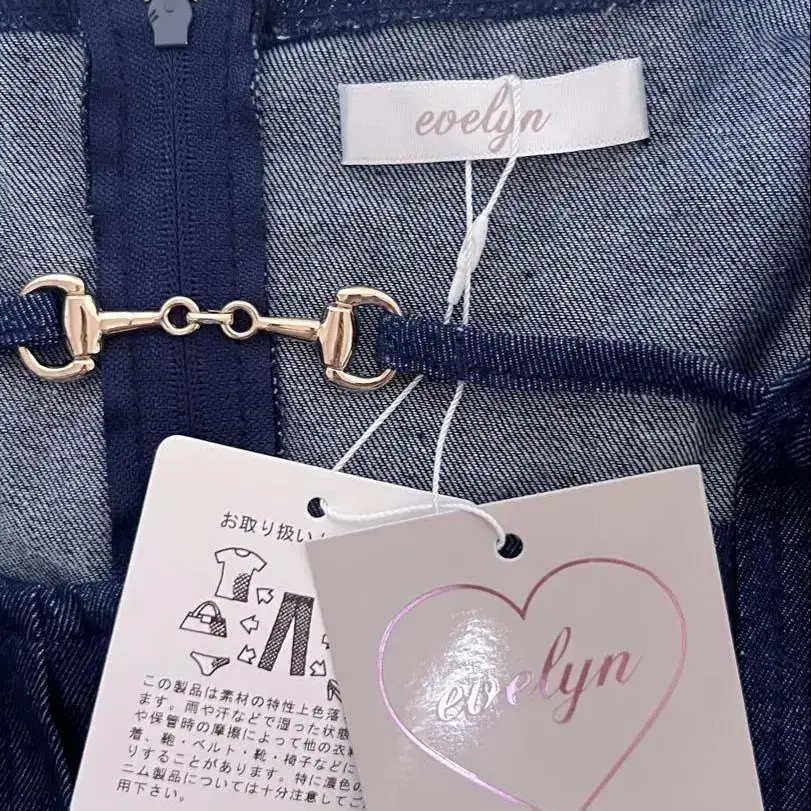 evelyn
お取り扱い
この製品は素材の特性上色落
ます。雨や汗などで湿った状態
や保管時の摩擦によって他の衣
着、鞄・ベルト・靴・椅子などに
りすることがあります。特に濃色の
ニム製品については十分注意してご
用下さい。
evelyn